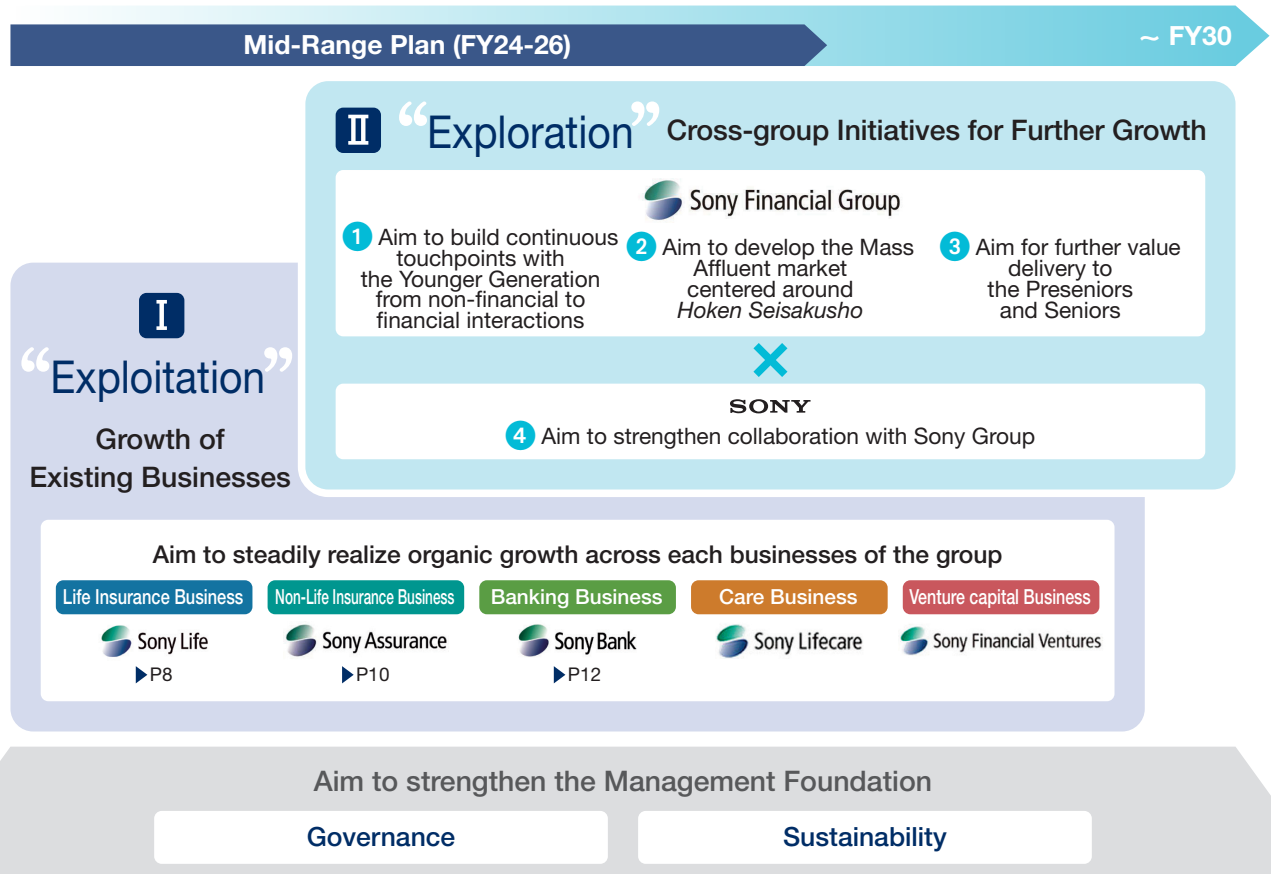 Mid-Range Plan (FY24-26)
~ FY30
II “Exploration” Cross-group Initiatives for Further Growth
Sony Financial Group
1 Aim to build continuous
touchpoints with
the Younger Generation
from non-financial to
financial interactions
2 Aim to develop the Mass
Affluent market
centered around
Hoken Seisakusho
3 Aim for further value
delivery to
the Preseniors
and Seniors
×
SONY
4 Aim to strengthen collaboration with Sony Group
I
“Exploitation”
Growth of
Existing Businesses
Aim to steadily realize organic growth across each businesses of the group
Life Insurance Business
Non-Life Insurance Business
Banking Business
Care Business
Venture capital Business
Sony Life
Sony Assurance
Sony Bank
Sony Lifecare
Sony Financial Ventures
▶P8
▶P10
▶P12
Aim to strengthen the Management Foundation
Governance
Sustainability